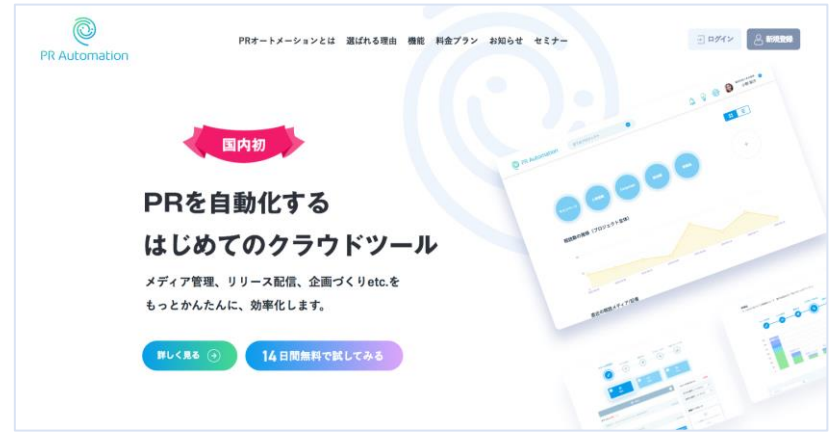 PR Automation
PRオートメーションとは 選ばれる理由 機能 料金プラン お知らせ セミナー
ログイン
新規登録
国内初
PRを自動化する
はじめてのクラウドツール
メディア管理、リリース配信、企画づくりetc.を
もっとかんたんに、効率化します。
詳しく見る
14日間無料で試してみる
PR Automation